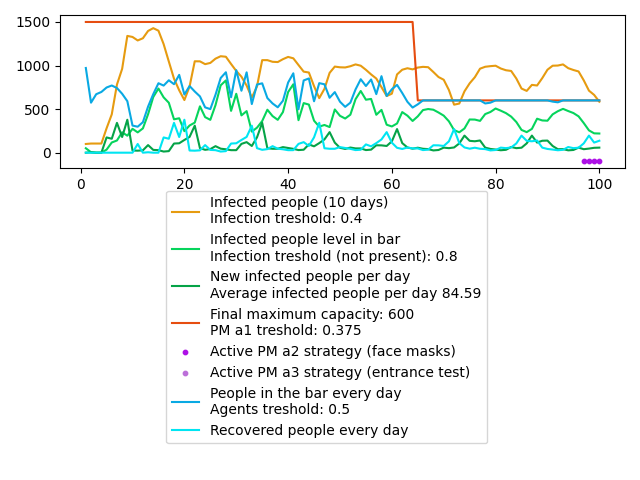 1500
1000
500
0
0
20
40
60
80
100
Infected people (10 days)
Infection treshold: 0.4
Infected people level in bar
Infection treshold (not present): 0.8
New infected people per day
Average infected people per day 84.59
Final maximum capacity: 600
PM a1 treshold: 0.375
Active PM a2 strategy (face masks)
Active PM a3 strategy (entrance test)
People in the bar every day
Agents treshold: 0.5
Recovered people every day